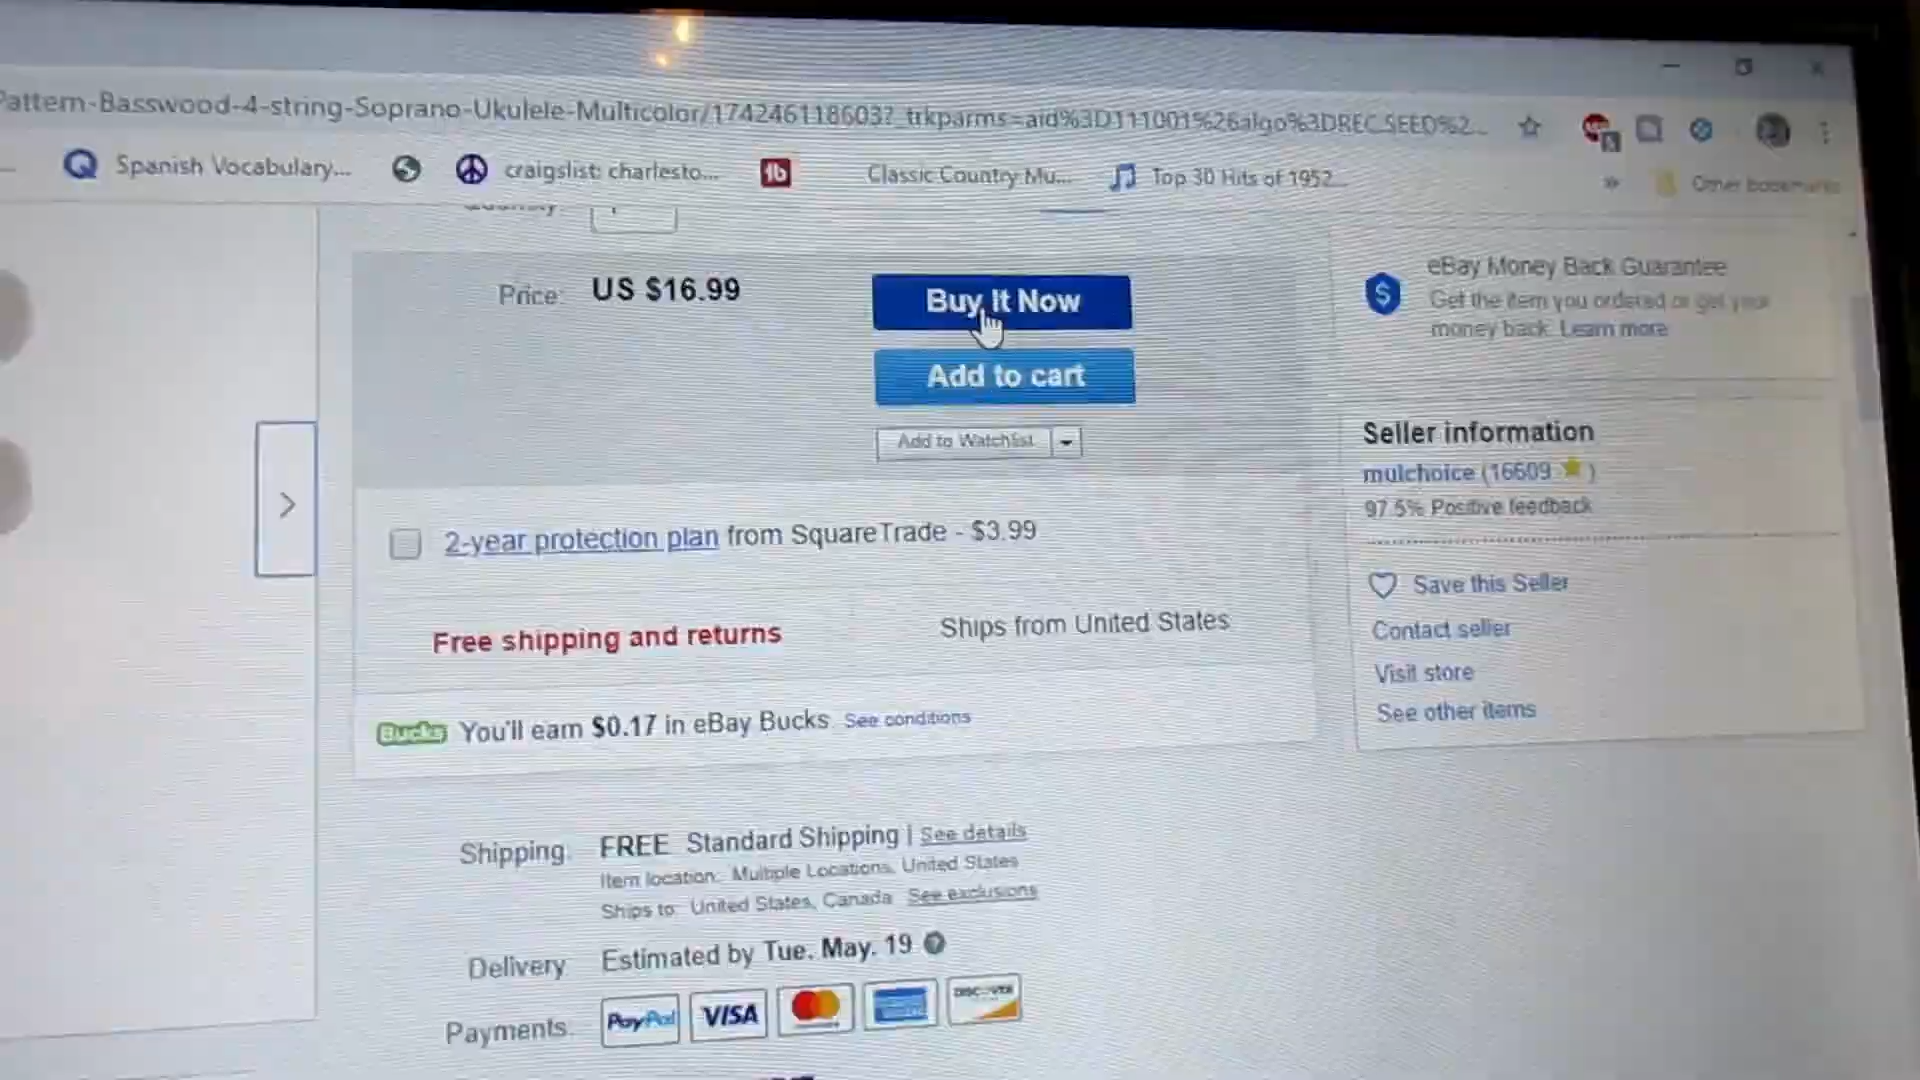 Pattern-Basswood-4-string-Soprano-Ukulele-Multicolor/174246118603?_trkparms=aid%3D111001%26algo%3DREC.SEED%2...
Spanish Vocabulary... craigslist: charlesto... Classic Country Mu... Top 30 Hits of 1952... » Other bookmarks
Quantity:
Price: US $16.99
Buy It Now
Add to cart
Add to Watchlist
2-year protection plan from SquareTrade - $3.99
Free shipping and returns
Ships from United States
Bucks You'll earn $0.17 in eBay Bucks See conditions
Shipping: FREE Standard Shipping | See details
Item location: Multiple Locations, United States
Ships to: United States, Canada See exclusions
Delivery Estimated by Tue. May. 19 ?
Payments: PayPal VISA DISCOVER
eBay Money Back Guarantee
Get the item you ordered or get your
money back. Learn more
Seller information
mulchoice (16609 )
97.5% Positive feedback
Save this Seller
Contact seller
Visit store
See other items